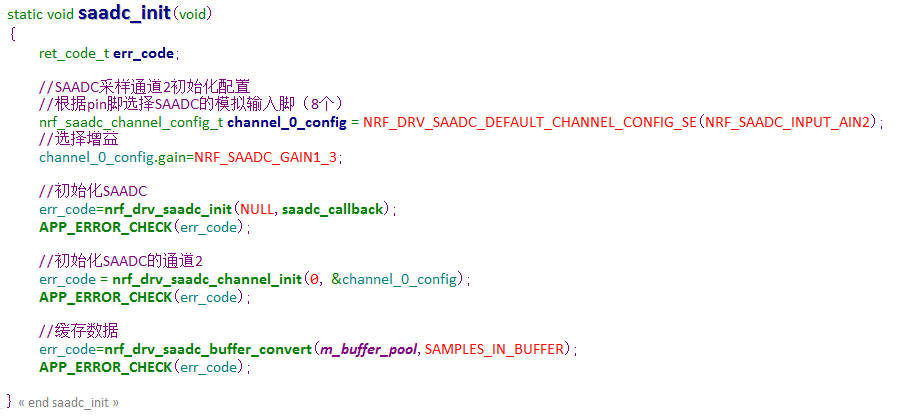 static void saadc_init(void)
{
ret_code_t err_code;
//SAADC采样通道2初始化配置
//根据pin脚选择SAADC的模拟输入脚（8个）
nrf_saadc_channel_config_t channel_0_config = NRF_DRV_SAADC_DEFAULT_CHANNEL_CONFIG_SE(NRF_SAADC_INPUT_AIN2);
//选择增益
channel_0_config.gain=NRF_SAADC_GAIN1_3;
//初始化SAADC
err_code=nrf_drv_saadc_init(NULL,saadc_callback);
APP_ERROR_CHECK(err_code);
//初始化SAADC的通道2
err_code = nrf_drv_saadc_channel_init(0, &channel_0_config);
APP_ERROR_CHECK(err_code);
//缓存数据
err_code=nrf_drv_saadc_buffer_convert(m_buffer_pool,SAMPLES_IN_BUFFER);
APP_ERROR_CHECK(err_code);
} « end saadc_init »